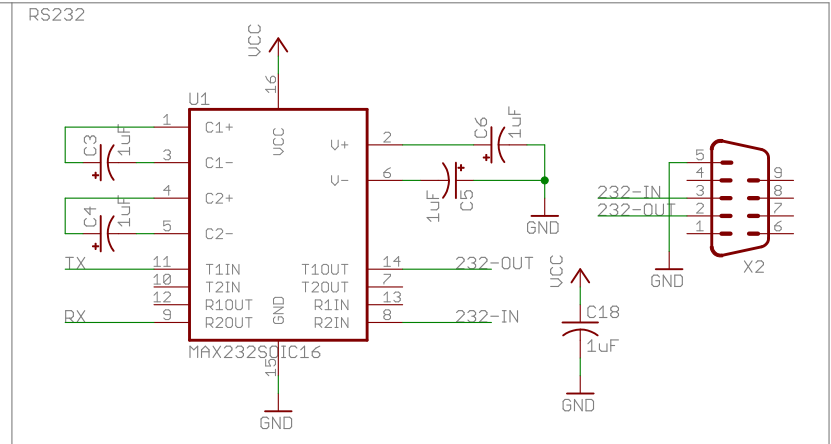 RS232
VCC
16
U1
1 C1+
VCC
V+ 2
C6
1uF
C3
1uF
3 C1-
4 C2+
V- 6
1uF
C5
C4
1uF
5 C2-
GND
TX 11 T1IN
T1OUT 14 232-OUT
10 T2IN
T2OUT 7
12 R1OUT
GND
R1IN 13
RX 9 R2OUT
R2IN 8 232-IN
MAX232SOIC16
15
GND
VCC
C18
1uF
GND
5
4
9
232-IN 3
8
232-OUT 2
7
1
6
GND
X2
+
+
+
+